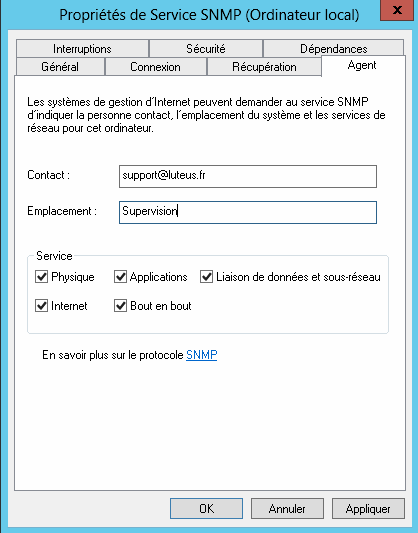 Propriétés de Service SNMP (Ordinateur local)
x
Interruptions Sécurité Dépendances
Général Connexion Récupération Agent
Les systèmes de gestion d'Internet peuvent demander au service SNMP
d'indiquer la personne contact, l'emplacement du système et les services de
réseau pour cet ordinateur.
Contact : support@luteus.fr
Emplacement : Supervision
Service
Physique Applications Liaison de données et sous-réseau
Internet Bout en bout
En savoir plus sur le protocole SNMP
OK Annuler Appliquer